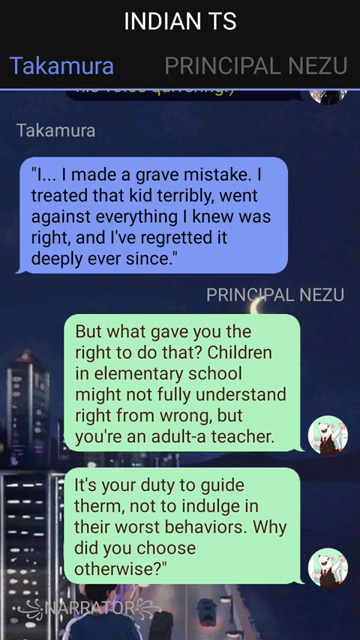 INDIAN TS
Takamura PRINCIPAL NEZU
Takamura
"I... I made a grave mistake. I
treated that kid terribly, went
against everything I knew was
right, and I've regretted it
deeply ever since."
PRINCIPAL NEZU
But what gave you the
right to do that? Children
in elementary school
might not fully understand
right from wrong, but
you're an adult-a teacher.
It's your duty to guide
therm, not to indulge in
their worst behaviors. Why
did you choose
otherwise?"
꧁NARRATOR꧂